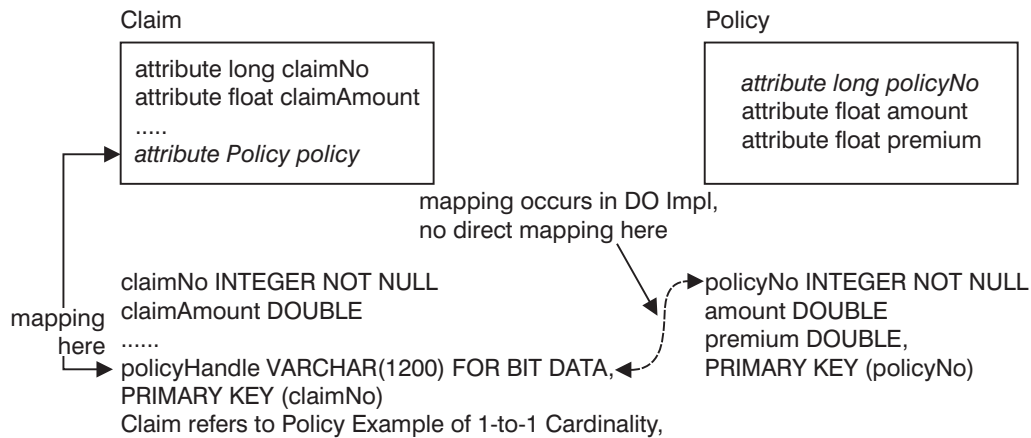 Claim
Policy
attribute long claimNo
attribute float claimAmount
.....
attribute Policy policy
attribute long policyNo
attribute float amount
attribute float premium
mapping occurs in DO Impl,
no direct mapping here
mapping
here
claimNo INTEGER NOT NULL
claimAmount DOUBLE
......
policyHandle VARCHAR(1200) FOR BIT DATA,
PRIMARY KEY (claimNo)
Claim refers to Policy Example of 1-to-1 Cardinality,
policyNo INTEGER NOT NULL
amount DOUBLE
premium DOUBLE,
PRIMARY KEY (policyNo)